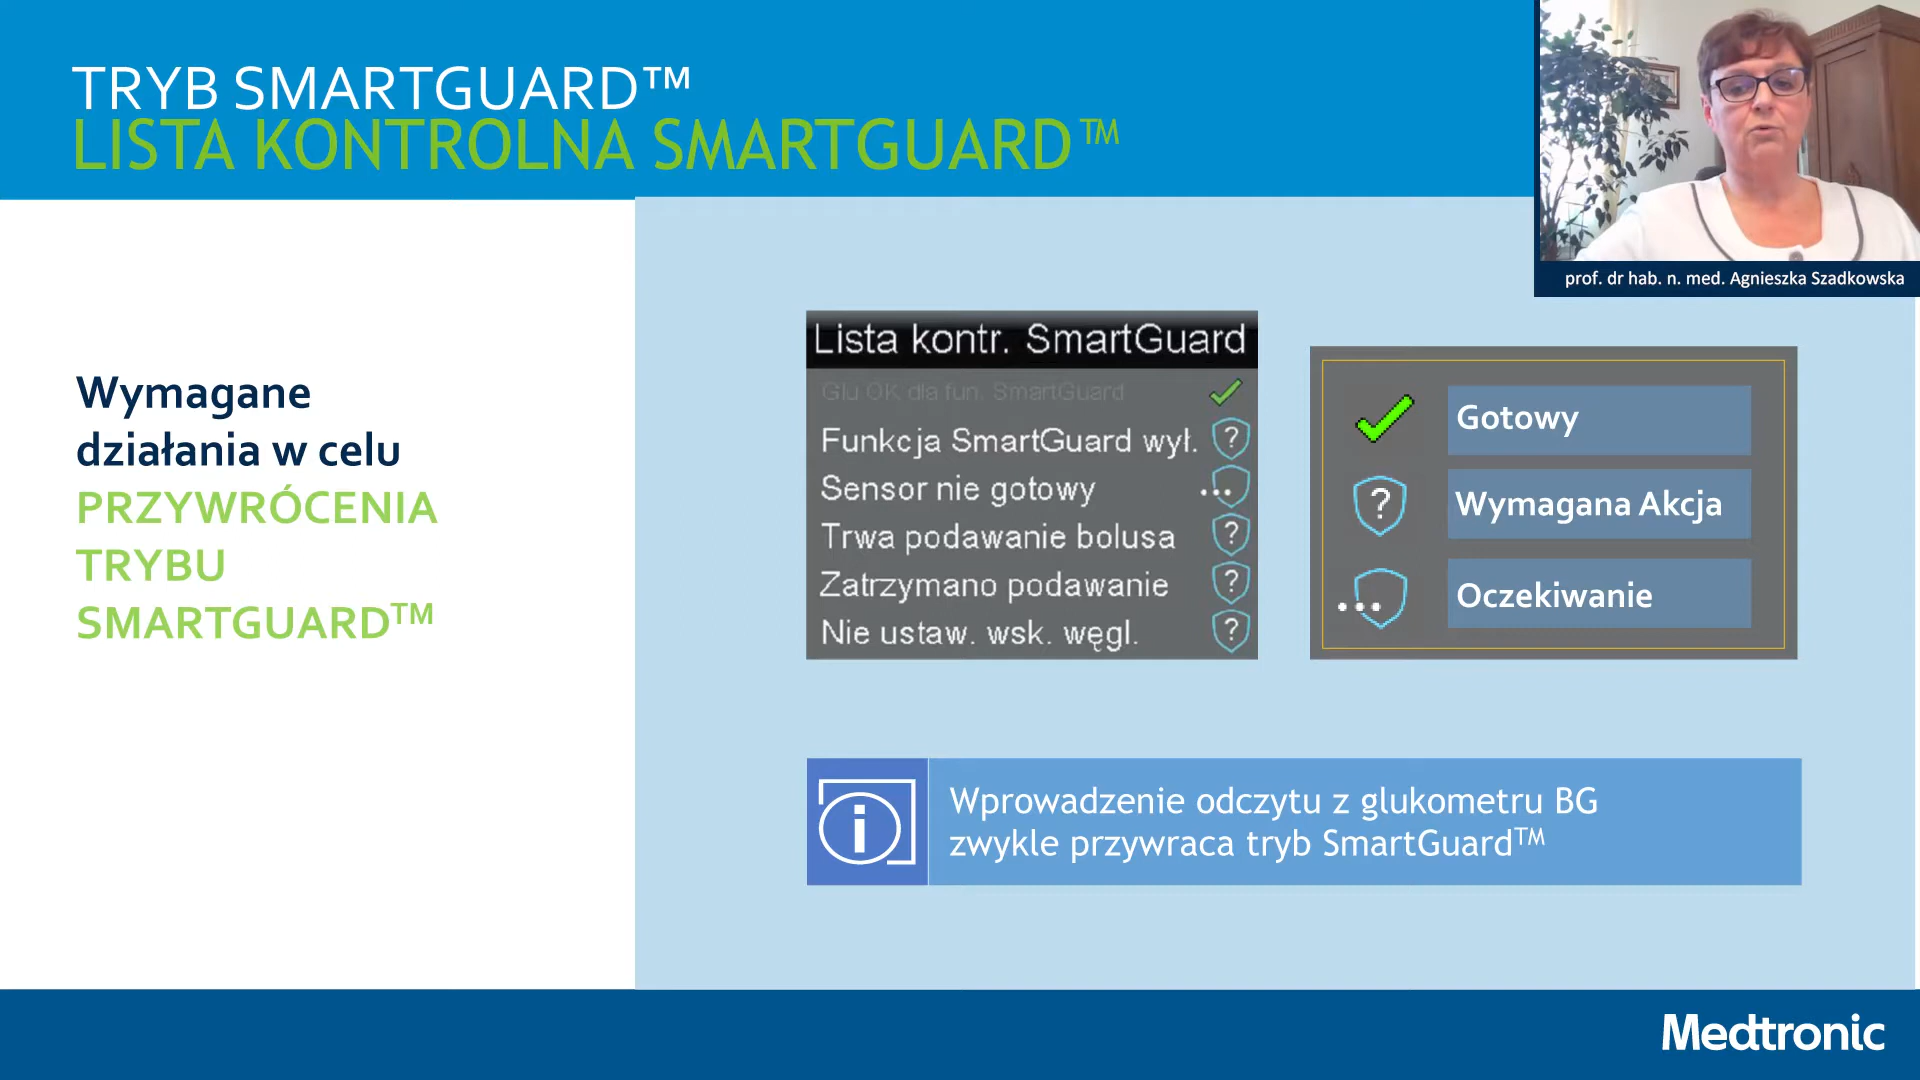 TRYB SMARTGUARD™
LISTA KONTROLNA SMARTGUARD™
prof. dr hab. n. med. Agnieszka Szadkowska
Wymagane
działania w celu
PRZYWRÓCENIA
TRYBU
SMARTGUARD™
Lista kontr. SmartGuard
Glu OK dla fun. SmartGuard
Funkcja SmartGuard wył. ?
Sensor nie gotowy ...
Trwa podawanie bolusa ?
Zatrzymano podawanie ?
Nie ustaw. wsk. węgl. ?
Gotowy
? Wymagana Akcja
... Oczekiwanie
i
Wprowadzenie odczytu z glukometru BG
zwykle przywraca tryb SmartGuard™
Medtronic